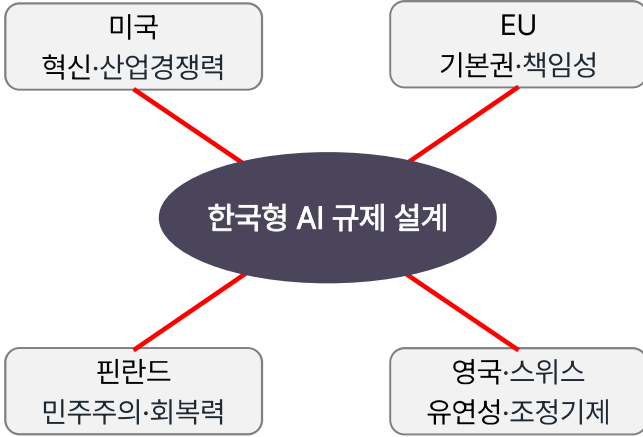 미국
혁신·산업경쟁력
EU
기본권·책임성
한국형 AI 규제 설계
핀란드
민주주의·회복력
영국·스위스
유연성·조정기제